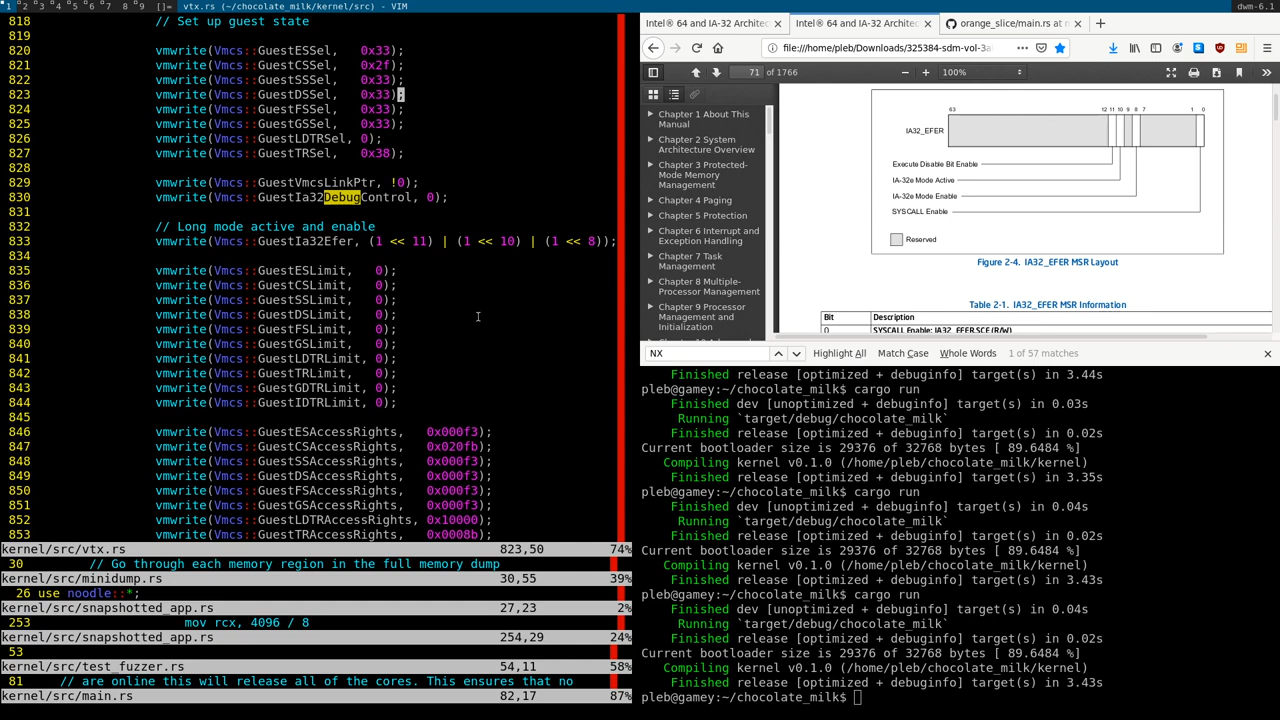 1 2 3 4 5 6 7 8 9 []= vtx.rs (~/chocolate_milk/kernel/src) - VIM
dwm-6.1
818 // Set up guest state
819
820 vmwrite(Vmcs::GuestESSel, 0x33);
821 vmwrite(Vmcs::GuestCSSel, 0x2f);
822 vmwrite(Vmcs::GuestSSSel, 0x33);
823 vmwrite(Vmcs::GuestDSSel, 0x33);
824 vmwrite(Vmcs::GuestFSSel, 0x33);
825 vmwrite(Vmcs::GuestGSSel, 0x33);
826 vmwrite(Vmcs::GuestLDTRSel, 0);
827 vmwrite(Vmcs::GuestTRSel, 0x38);
828
829 vmwrite(Vmcs::GuestVmcsLinkPtr, !0);
830 vmwrite(Vmcs::GuestIa32DebugControl, 0);
831
832 // Long mode active and enable
833 vmwrite(Vmcs::GuestIa32Efer, (1 << 11) | (1 << 10) | (1 << 8));
834
835 vmwrite(Vmcs::GuestESLimit, 0);
836 vmwrite(Vmcs::GuestCSLimit, 0);
837 vmwrite(Vmcs::GuestSSLimit, 0);
838 vmwrite(Vmcs::GuestDSLimit, 0);
839 vmwrite(Vmcs::GuestFSLimit, 0);
840 vmwrite(Vmcs::GuestGSLimit, 0);
841 vmwrite(Vmcs::GuestLDTRLimit, 0);
842 vmwrite(Vmcs::GuestTRLimit, 0);
843 vmwrite(Vmcs::GuestGDTRLimit, 0);
844 vmwrite(Vmcs::GuestIDTRLimit, 0);
845
846 vmwrite(Vmcs::GuestESAccessRights, 0x000f3);
847 vmwrite(Vmcs::GuestCSAccessRights, 0x020fb);
848 vmwrite(Vmcs::GuestSSAccessRights, 0x000f3);
849 vmwrite(Vmcs::GuestDSAccessRights, 0x000f3);
850 vmwrite(Vmcs::GuestFSAccessRights, 0x000f3);
851 vmwrite(Vmcs::GuestGSAccessRights, 0x000f3);
852 vmwrite(Vmcs::GuestLDTRAccessRights, 0x10000);
853 vmwrite(Vmcs::GuestTRAccessRights, 0x0008b);
kernel/src/vtx.rs 823,50 74%
30 // Go through each memory region in the full memory dump
kernel/src/minidump.rs 30,55 39%
26 use noodle::*;
kernel/src/snapshotted_app.rs 27,23 2%
253 mov rcx, 4096 / 8
kernel/src/snapshotted_app.rs 254,29 24%
53
kernel/src/test_fuzzer.rs 54,11 58%
81 // are online this will release all of the cores. This ensures that no
kernel/src/main.rs 82,17 87%
Intel® 64 and IA-32 Architec
Intel® 64 and IA-32 Architec
orange_slice/main.rs at n
file:///home/pleb/Downloads/325384-sdm-vol-3a
71 of 1766
100%
Chapter 1 About This
Manual
Chapter 2 System
Architecture Overview
Chapter 3 Protected-
Mode Memory
Management
Chapter 4 Paging
Chapter 5 Protection
Chapter 6 Interrupt and
Exception Handling
Chapter 7 Task
Management
Chapter 8 Multiple-
Processor Management
Chapter 9 Processor
Management and
Initialization
63 12 11 10 9 8 7 1 0
IA32_EFER
Execute Disable Bit Enable
IA-32e Mode Active
IA-32e Mode Enable
SYSCALL Enable
Reserved
Figure 2-4. IA32_EFER MSR Layout
Table 2-1. IA32_EFER MSR Information
Bit Description
0 SYSCALL Enable: IA32_EFER.SCE (R/W)
NX
Highlight All Match Case Whole Words 1 of 57 matches
Finished release [optimized + debuginfo] target(s) in 3.44s
pleb@gamey:~/chocolate_milk$ cargo run
Finished dev [unoptimized + debuginfo] target(s) in 0.03s
Running `target/debug/chocolate_milk`
Finished release [optimized + debuginfo] target(s) in 0.02s
Current bootloader size is 29376 of 32768 bytes [ 89.6484 %]
Compiling kernel v0.1.0 (/home/pleb/chocolate_milk/kernel)
Finished release [optimized + debuginfo] target(s) in 3.35s
pleb@gamey:~/chocolate_milk$ cargo run
Finished dev [unoptimized + debuginfo] target(s) in 0.04s
Running `target/debug/chocolate_milk`
Finished release [optimized + debuginfo] target(s) in 0.02s
Current bootloader size is 29376 of 32768 bytes [ 89.6484 %]
Compiling kernel v0.1.0 (/home/pleb/chocolate_milk/kernel)
Finished release [optimized + debuginfo] target(s) in 3.43s
pleb@gamey:~/chocolate_milk$ cargo run
Finished dev [unoptimized + debuginfo] target(s) in 0.04s
Running `target/debug/chocolate_milk`
Finished release [optimized + debuginfo] target(s) in 0.02s
Current bootloader size is 29376 of 32768 bytes [ 89.6484 %]
Compiling kernel v0.1.0 (/home/pleb/chocolate_milk/kernel)
Finished release [optimized + debuginfo] target(s) in 3.43s
pleb@gamey:~/chocolate_milk$